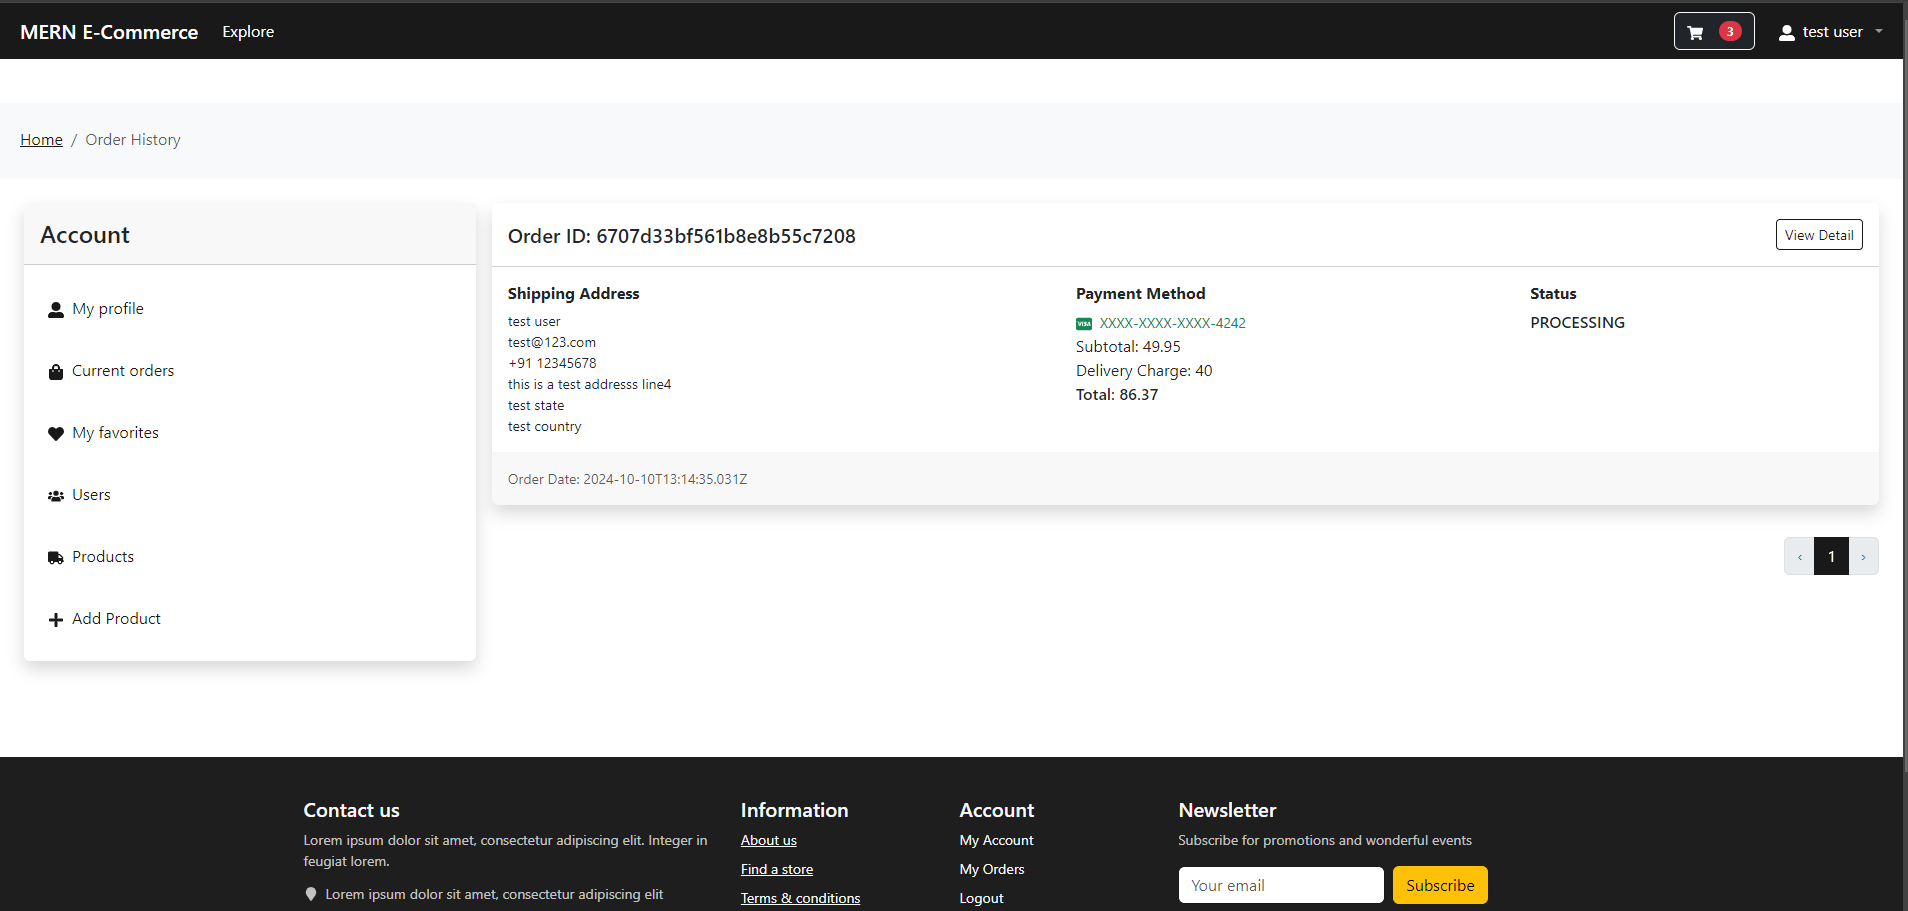 MERN E-Commerce Explore 3 test user
Home / Order History
Account
My profile
Current orders
My favorites
Users
Products
Add Product
Order ID: 6707d33bf561b8e8b55c7208
View Detail
Shipping Address
test user
test@123.com
+91 12345678
this is a test addresss line4
test state
test country
Payment Method
VISA XXXX-XXXX-XXXX-4242
Subtotal: 49.95
Delivery Charge: 40
Total: 86.37
Status
PROCESSING
Order Date: 2024-10-10T13:14:35.031Z
‹ 1 ›
Contact us
Lorem ipsum dolor sit amet, consectetur adipiscing elit. Integer in
feugiat lorem.
Lorem ipsum dolor sit amet, consectetur adipiscing elit
Information
About us
Find a store
Terms & conditions
Account
My Account
My Orders
Logout
Newsletter
Subscribe for promotions and wonderful events
Your email
Subscribe